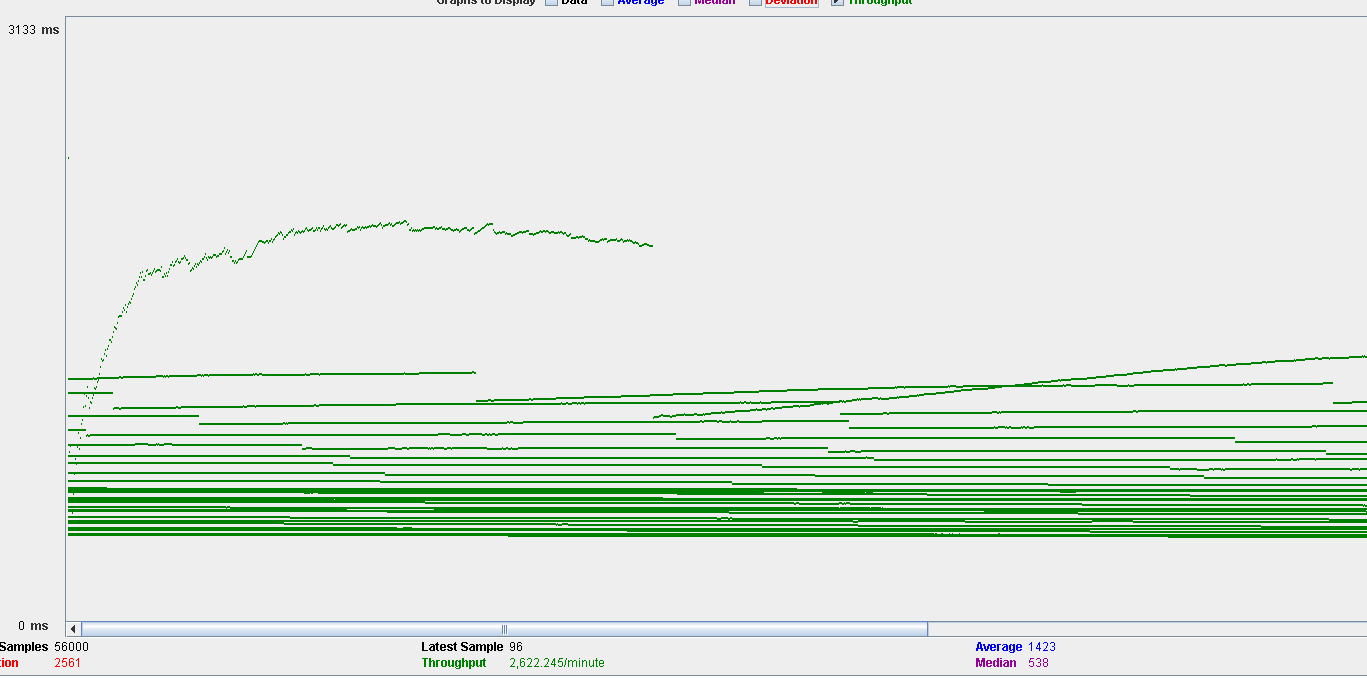 Graphs to Display Data Average Median Deviation Throughput
3133 ms
0 ms
Samples 56000 Latest Sample 96 Average 1423
tion 2561 Throughput 2,622.245/minute Median 538